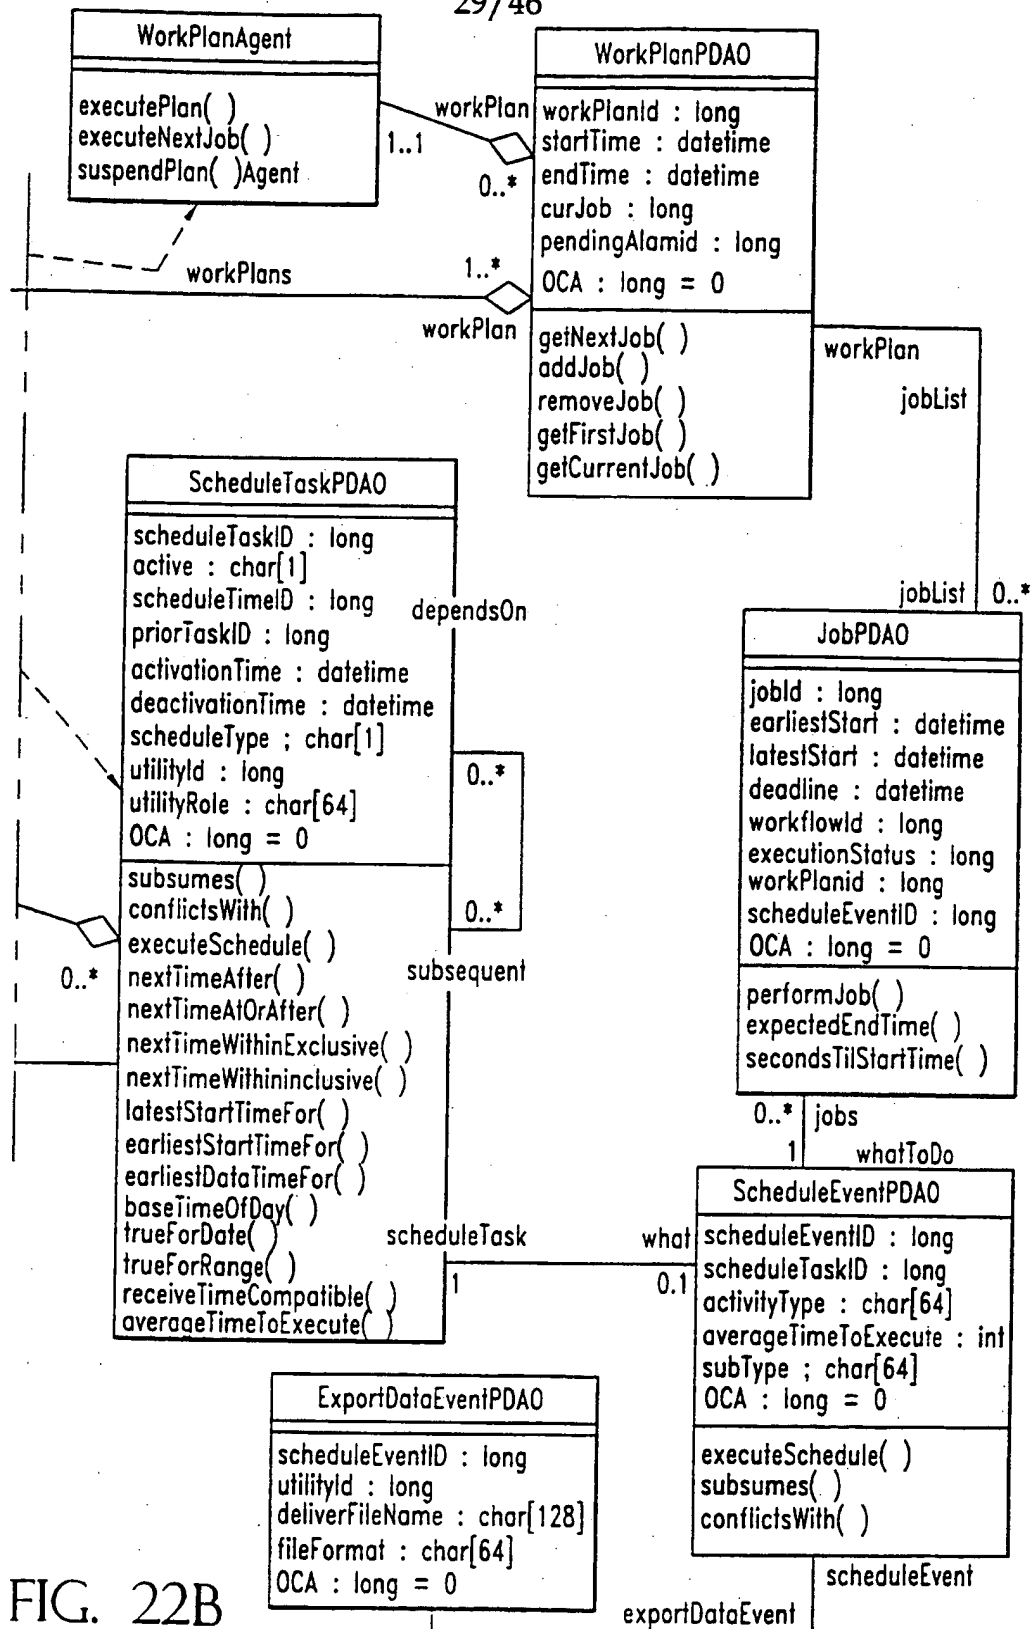 29/46
WorkPlanAgent
executePlan( )
executeNextJob( )
suspendPlan( )Agent
workPlan
1..1
0..*
WorkPlanPDAO
workPlanId : long
startTime : datetime
endTime : datetime
curJob : long
pendingAlamid : long
OCA : long = 0
getNextJob( )
addJob( )
removeJob( )
getFirstJob( )
getCurrentJob( )
workPlans
1..*
workPlan
workPlan
jobList
jobList
0..*
ScheduleTaskPDAO
scheduleTaskID : long
active : char[1]
scheduleTimeID : long
priorTaskID : long
activationTime : datetime
deactivationTime : datetime
scheduleType ; char[1]
utilityId : long
utilityRole : char[64]
OCA : long = 0
subsumes( )
conflictsWith( )
executeSchedule( )
nextTimeAfter( )
nextTimeAtOrAfter( )
nextTimeWithinExclusive( )
nextTimeWithininclusive( )
latestStartTimeFor( )
earliestStartTimeFor( )
earliestDataTimeFor( )
baseTimeOfDay( )
trueForDate( )
trueForRange( )
receiveTimeCompatible( )
averageTimeToExecute( )
dependsOn
0..*
0..*
subsequent
0..*
JobPDAO
jobId : long
earliestStart : datetime
latestStart : datetime
deadline : datetime
workflowId : long
executionStatus : long
workPlanid : long
scheduleEventID : long
OCA : long = 0
performJob( )
expectedEndTime( )
secondsTilStartTime( )
0..*
jobs
1
whatToDo
scheduleTask
1
what
0.1
ScheduleEventPDAO
scheduleEventID : long
scheduleTaskID : long
activityType : char[64]
averageTimeToExecute : int
subType ; char[64]
OCA : long = 0
executeSchedule( )
subsumes( )
conflictsWith( )
ExportDataEventPDAO
scheduleEventID : long
utilityId : long
deliverFileName : char[128]
fileFormat : char[64]
OCA : long = 0
scheduleEvent
exportDataEvent
FIG. 22B